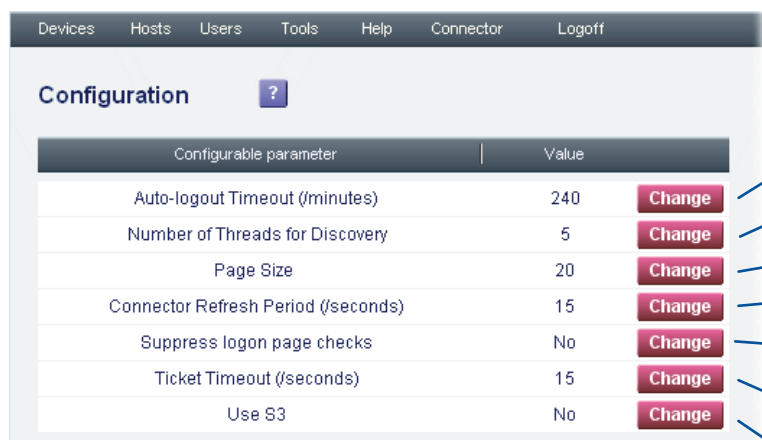 Devices Hosts Users Tools Help Connector Logoff
Configuration ?
Configurable parameter Value
Auto-logout Timeout (/minutes) 240 Change
Number of Threads for Discovery 5 Change
Page Size 20 Change
Connector Refresh Period (/seconds) 15 Change
Suppress logon page checks No Change
Ticket Timeout (/seconds) 15 Change
Use S3 No Change